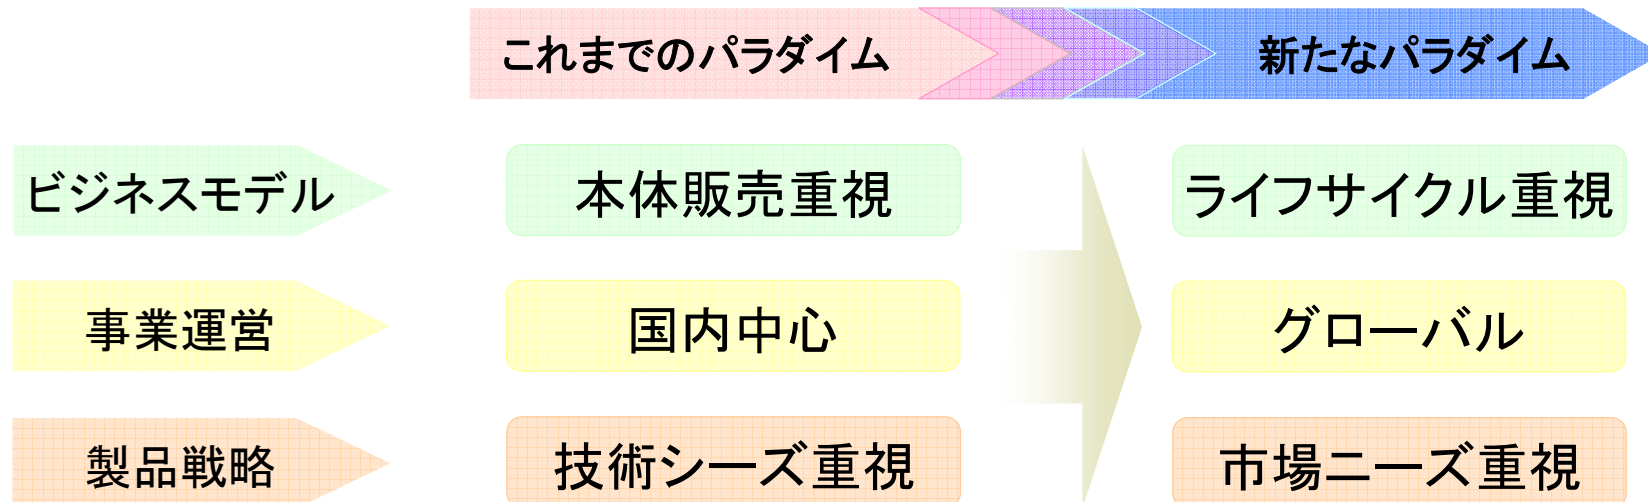 これまでのパラダイム
新たなパラダイム
ビジネスモデル
本体販売重視
ライフサイクル重視
事業運営
国内中心
グローバル
製品戦略
技術シーズ重視
市場ニーズ重視